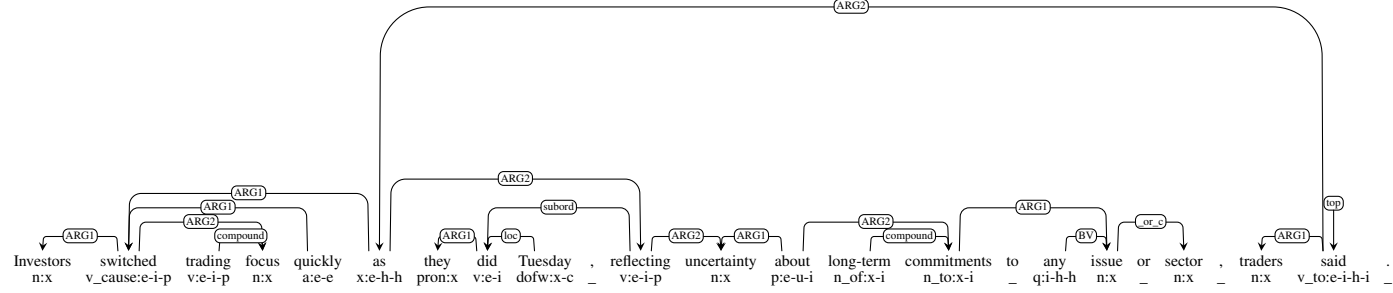 ARG2
ARG2
ARG1
ARG1 subord ARG1 top
ARG2 ARG2 _or_c
ARG1 compound ARG1 loc ARG2 ARG1 compound BV ARG1
Investors switched trading focus quickly as they did Tuesday , reflecting uncertainty about long-term commitments to any issue or sector , traders said .
n:x v_cause:e-i-p v:e-i-p n:x a:e-e x:e-h-h pron:x v:e-i dofw:x-c _ v:e-i-p n:x p:e-u-i n_of:x-i n_to:x-i _ q:i-h-h n:x _ n:x _ n:x v_to:e-i-h-i _